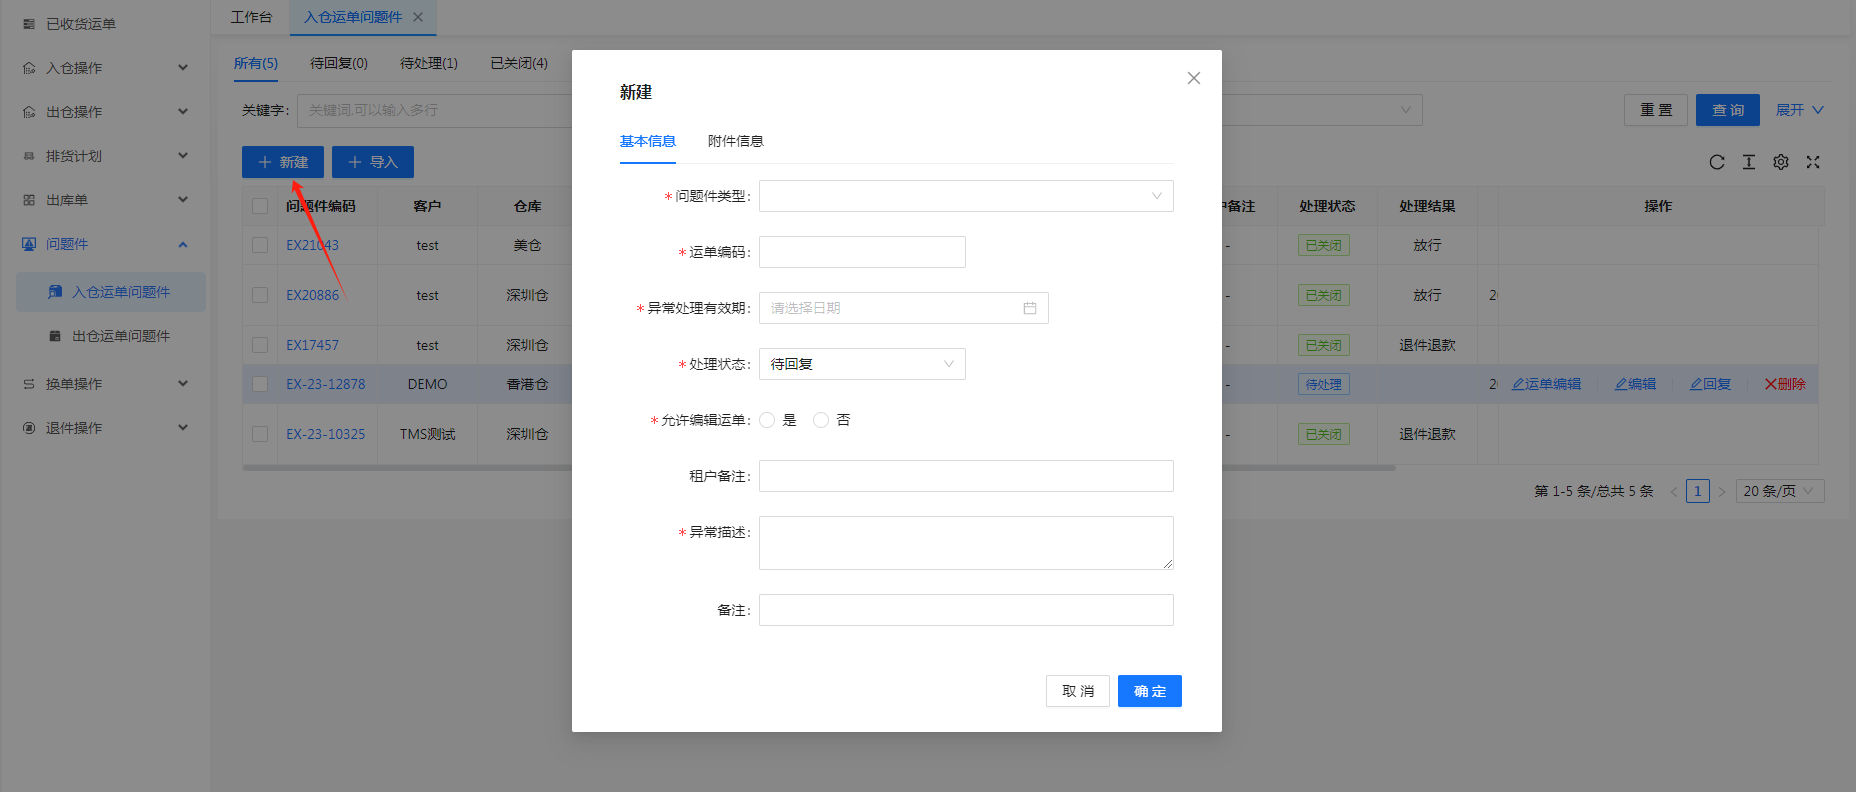 已收货运单
入仓操作
出仓操作
排货计划
出库单
问题件
入仓运单问题件
出仓运单问题件
换单操作
退件操作
工作台
入仓运单问题件
所有(5)
待回复(0)
待处理(1)
已关闭(4)
关键字:
关键词,可以输入多行
重 置
查 询
展开
新建
导入
问题件编码 客户 仓库 备注 处理状态 处理结果 操作
EX21043 test 美仓 - 已关闭 放行
EX20886 test 深圳仓 - 已关闭 放行
EX17457 test 深圳仓 - 已关闭 退件退款
EX-23-12878 DEMO 香港仓 - 待处理 运单编辑 编辑 回复 删除
EX-23-10325 TMS测试 深圳仓 - 已关闭 退件退款
第 1-5 条/总共 5 条
1
20 条/页
新建
基本信息
附件信息
* 问题件类型:
* 运单编码:
* 异常处理有效期:
请选择日期
* 处理状态:
待回复
* 允许编辑运单:
是
否
租户备注:
* 异常描述:
备注:
取 消
确 定